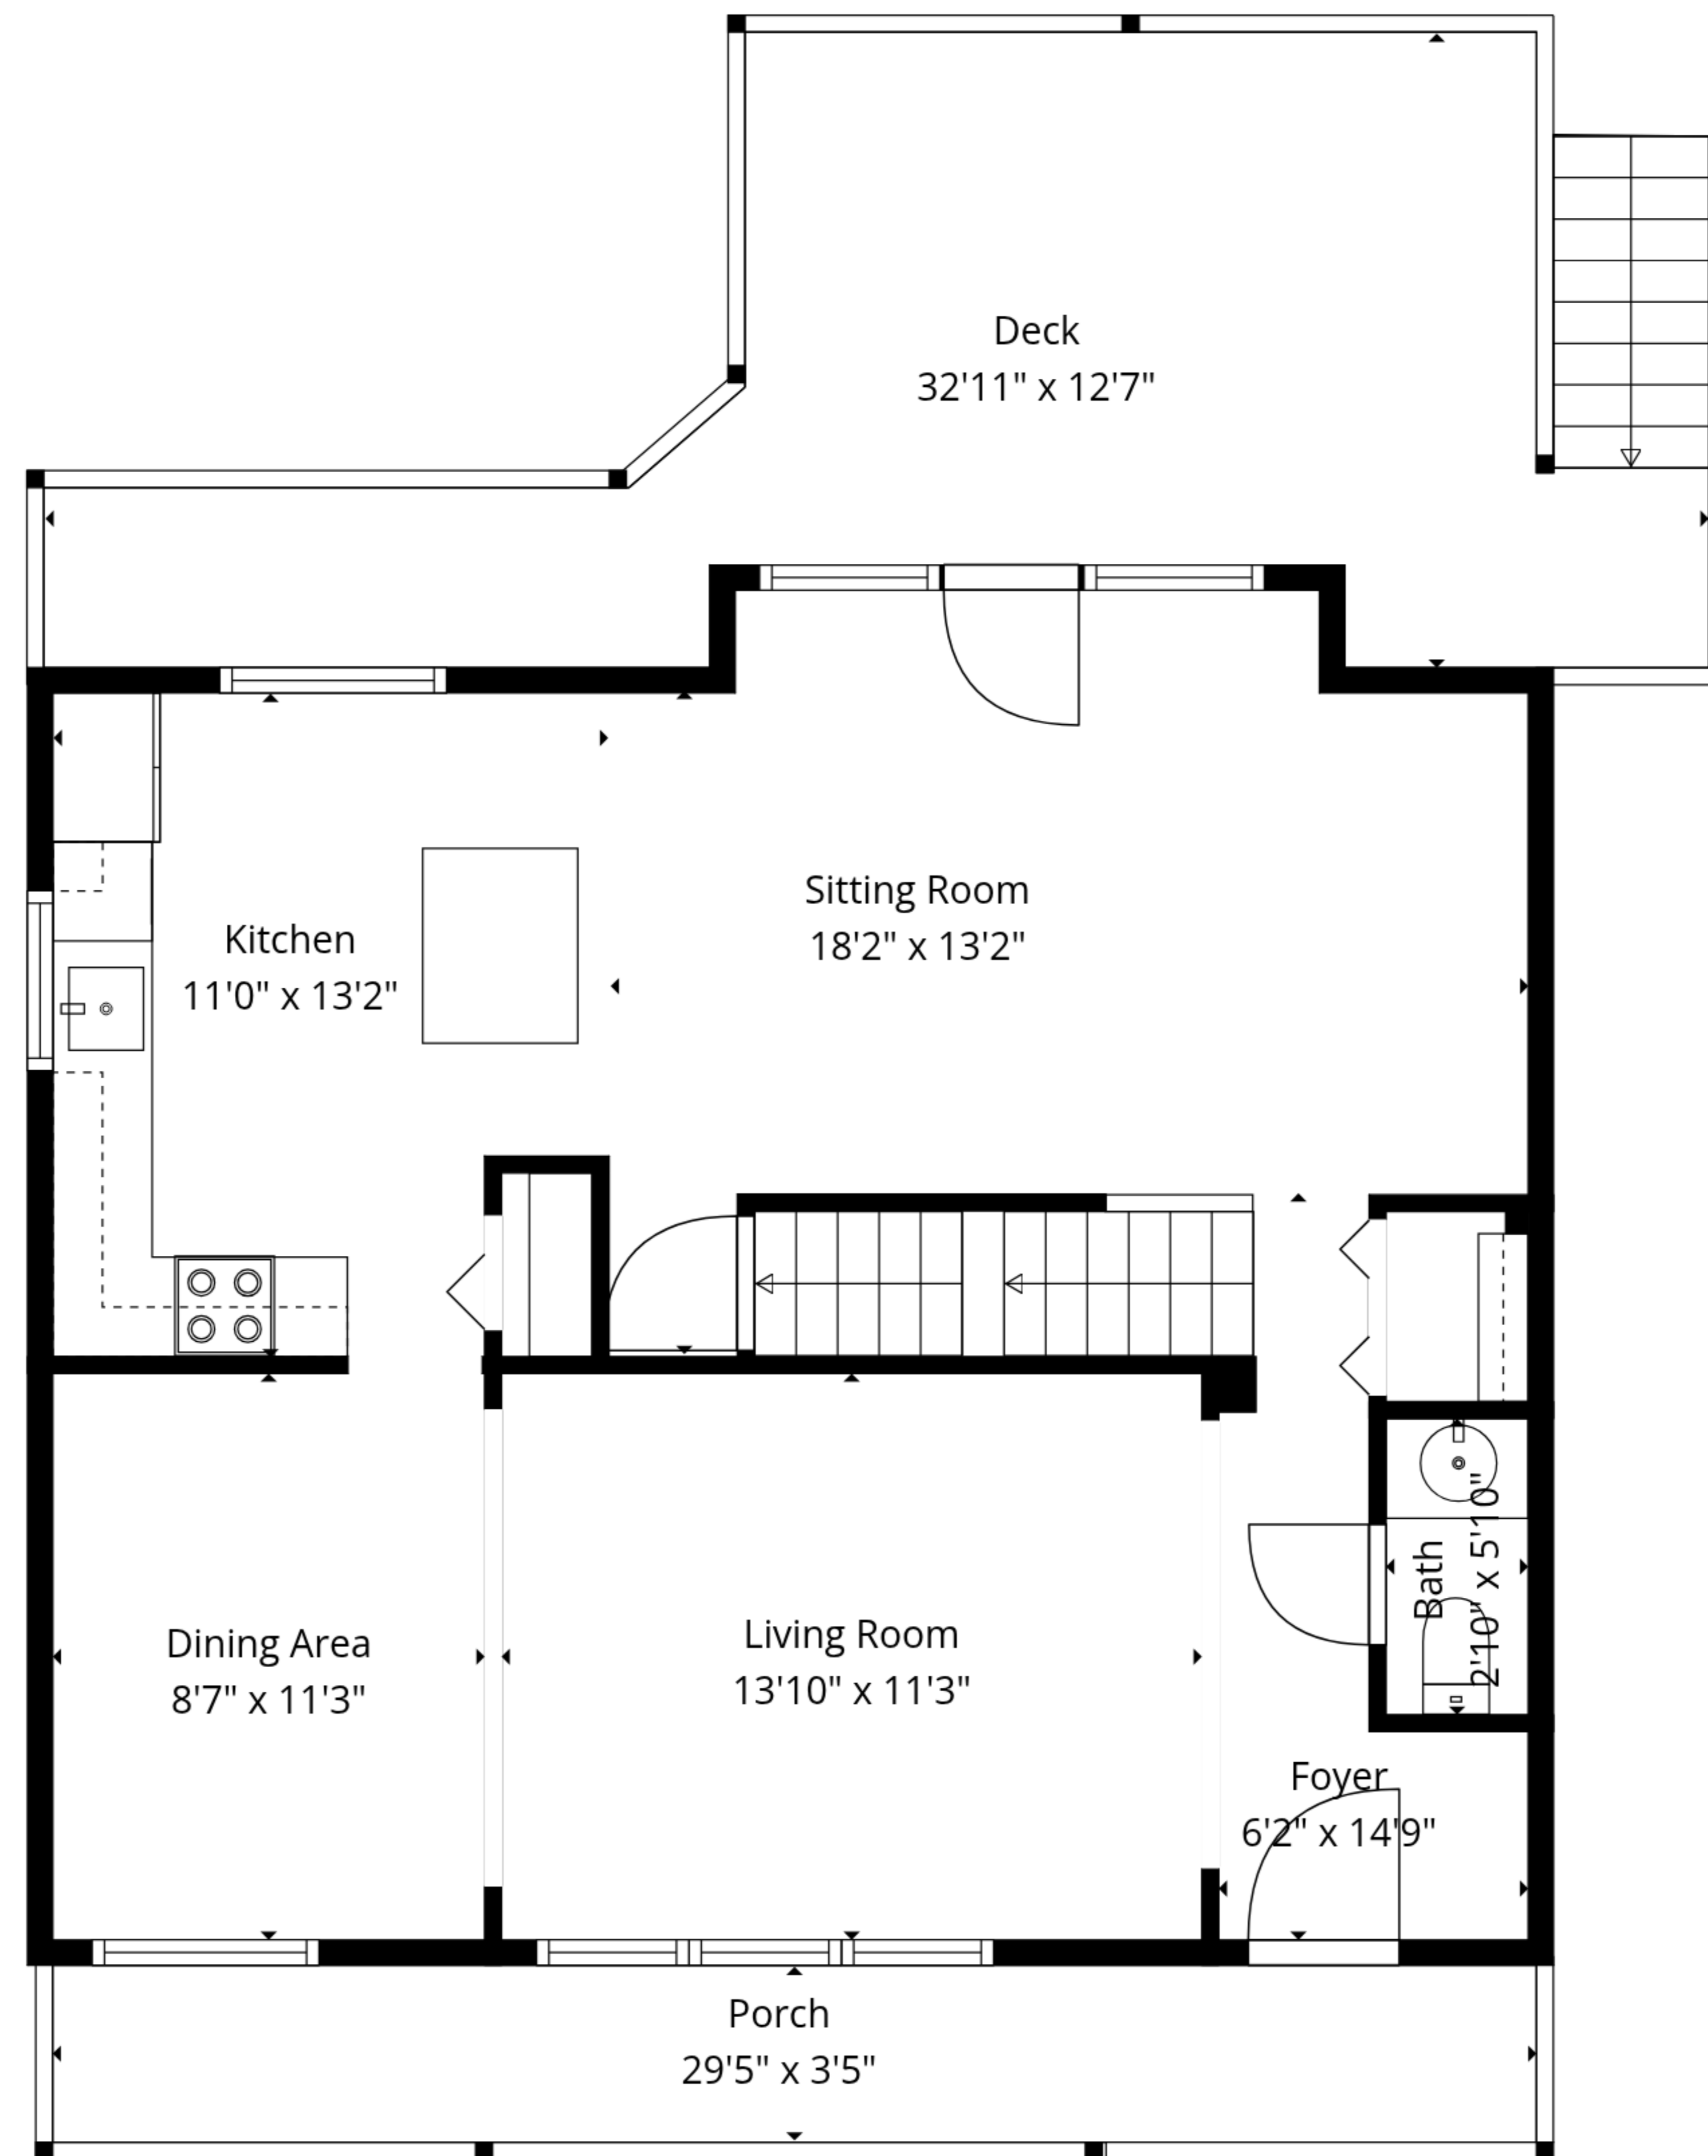 Deck
32'11" x 12'7"
Sitting Room
18'2" x 13'2"
Kitchen
11'0" x 13'2"
Dining Area
8'7" x 11'3"
Living Room
13'10" x 11'3"
Bath
2'10" x 5'10"
Foyer
6'2" x 14'9"
Porch
29'5" x 3'5"